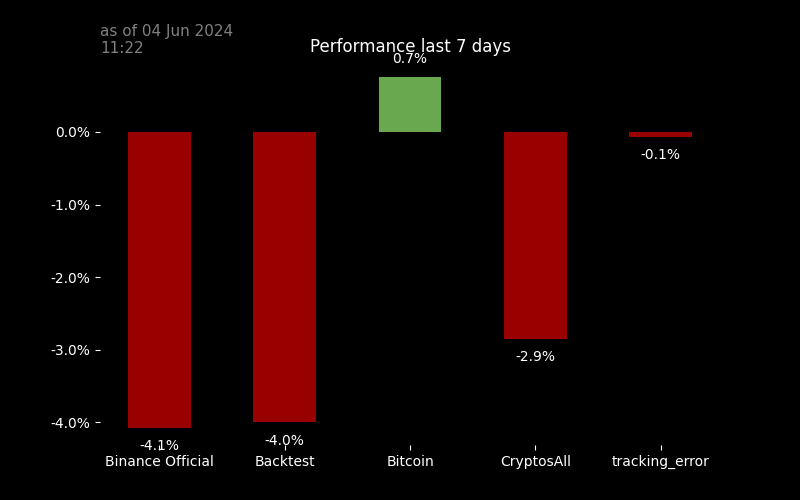 as of 04 Jun 2024
11:22
Performance last 7 days
0.7%
0.0%
-0.1%
-1.0%
-2.0%
-3.0%
-2.9%
-4.0%
-4.1%
-4.0%
Binance Official
Backtest
Bitcoin
CryptosAll
tracking_error